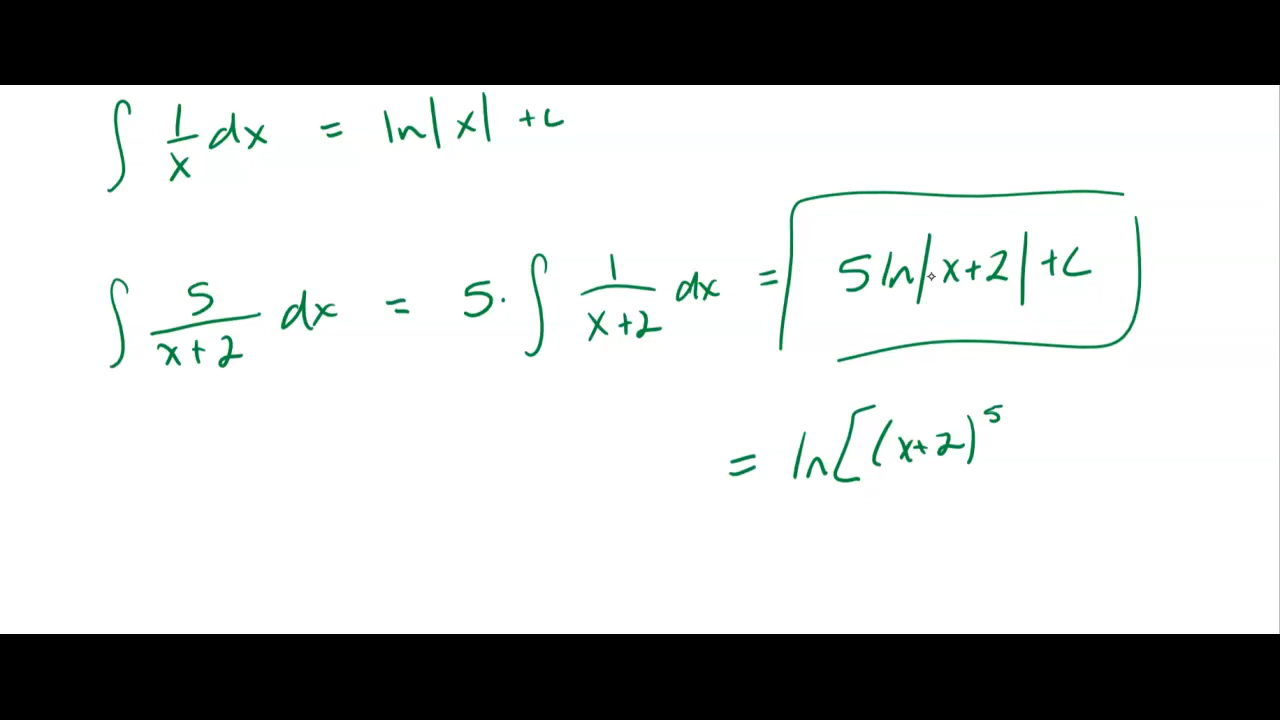 ∫ 1/x dx = ln|x| + c
∫ 5/(x+2) dx = 5 · ∫ 1/(x+2) dx = 5 ln|x+2| + c
= ln[(x+2)^5